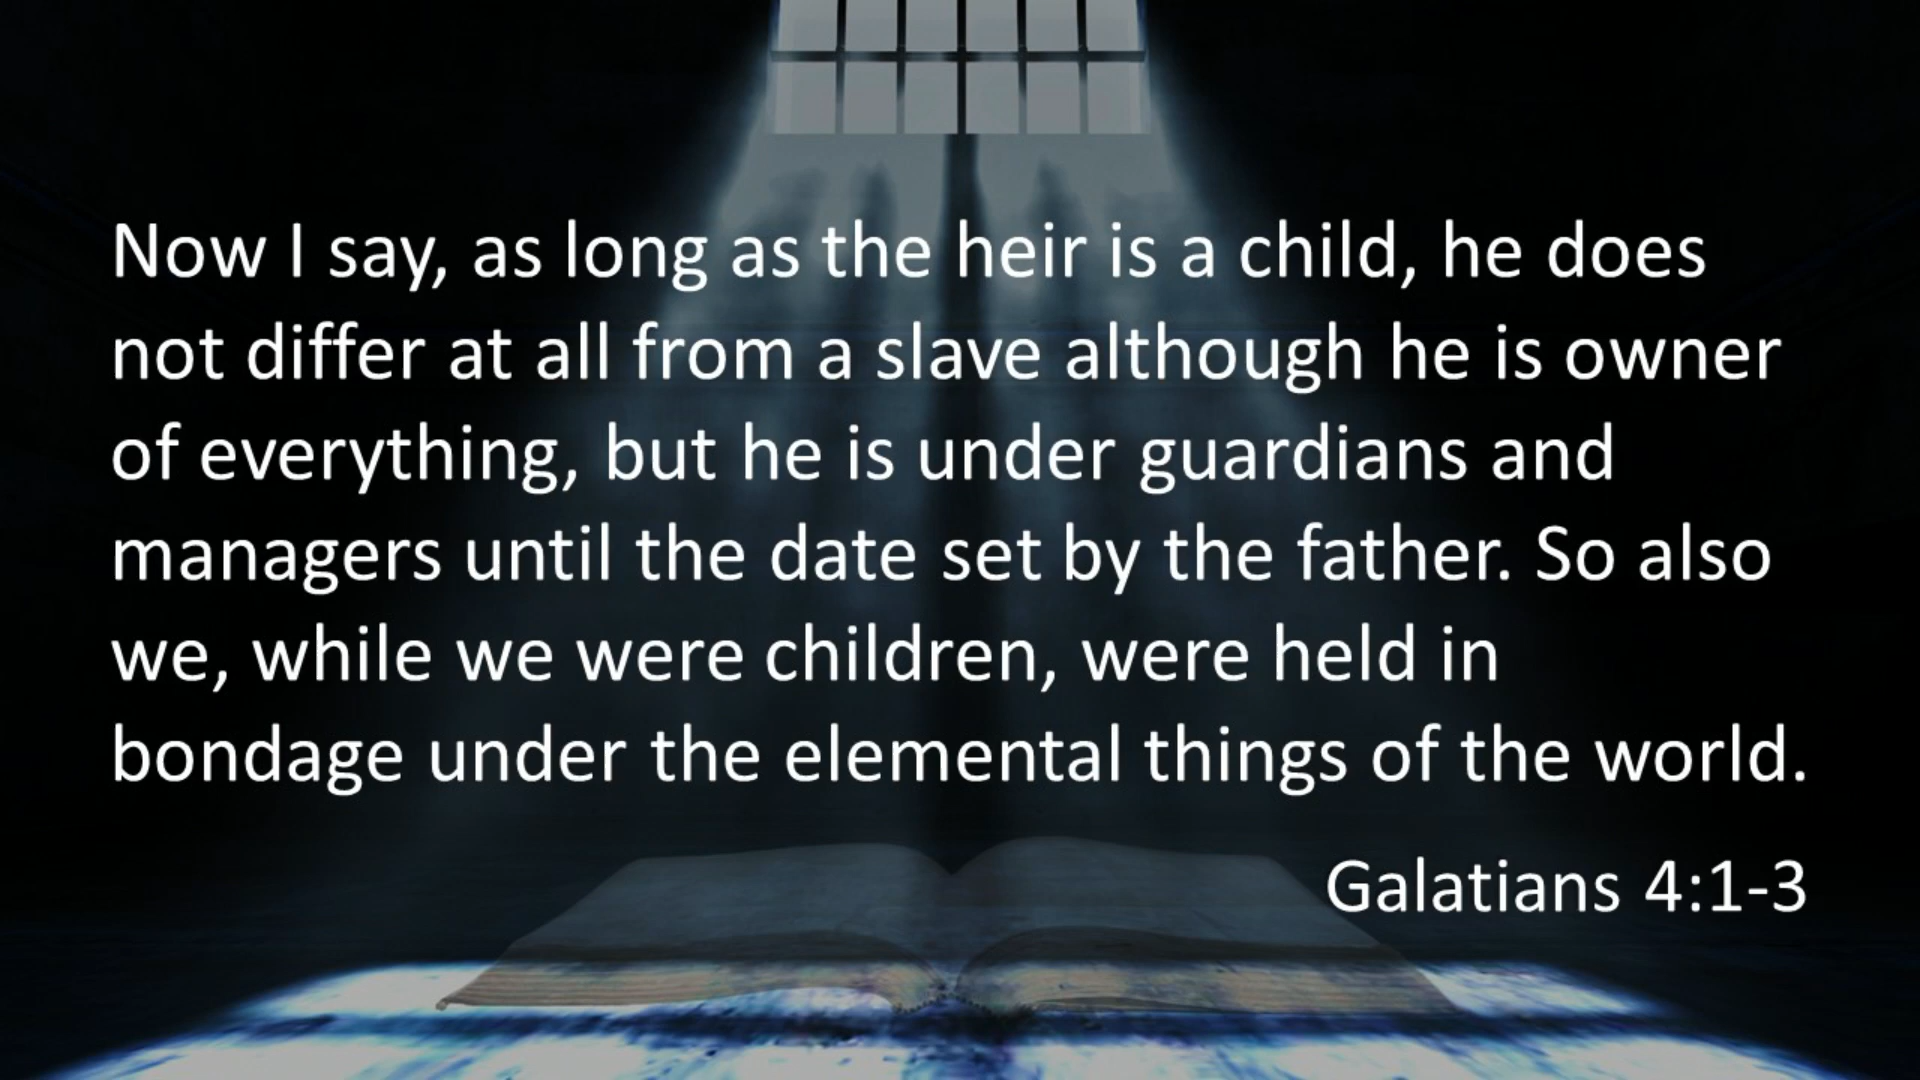 Now I say, as long as the heir is a child, he does
not differ at all from a slave although he is owner
of everything, but he is under guardians and
managers until the date set by the father. So also
we, while we were children, were held in
bondage under the elemental things of the world.
Galatians 4:1-3